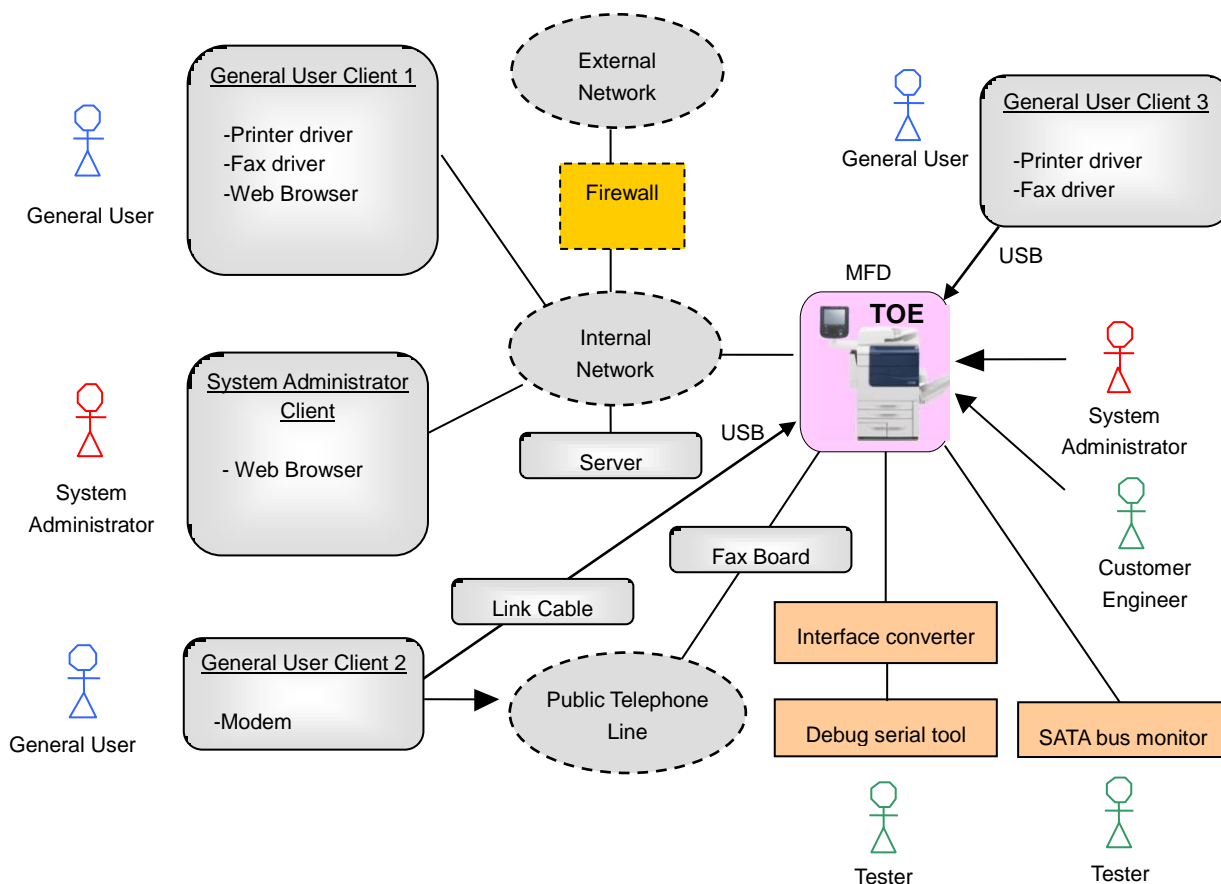 External
Network
General User Client 1
-Printer driver
-Fax driver
-Web Browser
General User
Firewall
General User
General User Client 3
-Printer driver
-Fax driver
USB
MFD
TOE
Internal
Network
System Administrator
Client
- Web Browser
System
Administrator
Server
USB
System
Administrator
Customer
Engineer
Fax Board
Link Cable
Interface converter
General User Client 2
-Modem
General User
Public Telephone
Line
Debug serial tool
SATA bus monitor
Tester
Tester